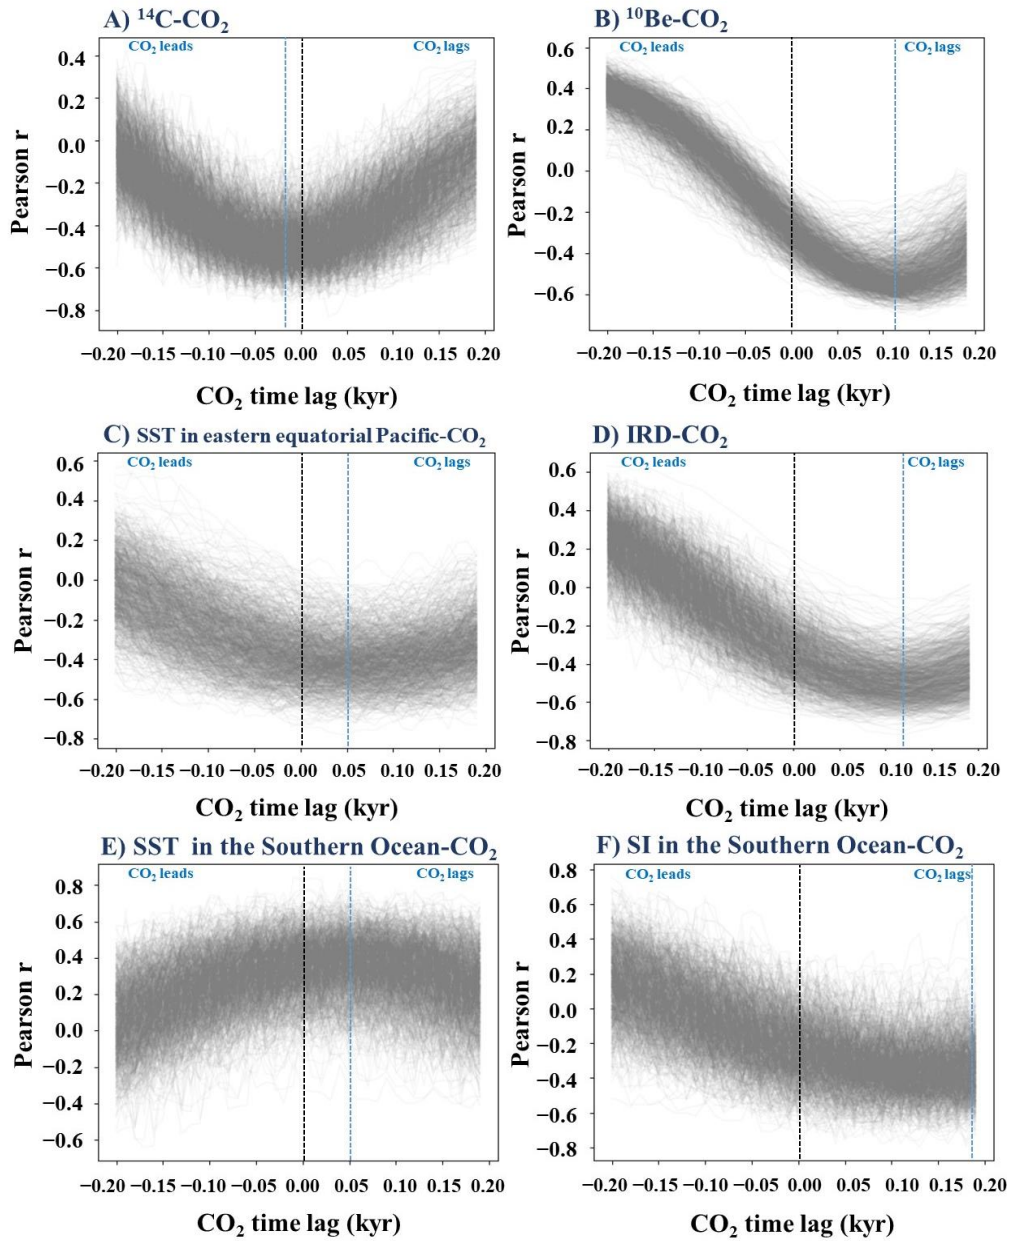 A) ¹⁴C-CO₂
CO₂ leads
CO₂ lags
0.4
0.2
0.0
−0.2
−0.4
−0.6
−0.8
Pearson r
−0.20 −0.15 −0.10 −0.05 0.00 0.05 0.10 0.15 0.20
CO₂ time lag (kyr)
B) ¹⁰Be-CO₂
CO₂ leads
CO₂ lags
0.6
0.4
0.2
0.0
−0.2
−0.4
−0.6
Pearson r
−0.20 −0.15 −0.10 −0.05 0.00 0.05 0.10 0.15 0.20
CO₂ time lag (kyr)
C) SST in eastern equatorial Pacific-CO₂
CO₂ leads
CO₂ lags
0.6
0.4
0.2
0.0
−0.2
−0.4
−0.6
−0.8
Pearson r
−0.20 −0.15 −0.10 −0.05 0.00 0.05 0.10 0.15 0.20
CO₂ time lag (kyr)
D) IRD-CO₂
CO₂ leads
CO₂ lags
0.6
0.4
0.2
0.0
−0.2
−0.4
−0.6
−0.8
Pearson r
−0.20 −0.15 −0.10 −0.05 0.00 0.05 0.10 0.15 0.20
CO₂ time lag (kyr)
E) SST in the Southern Ocean-CO₂
CO₂ leads
CO₂ lags
0.8
0.6
0.4
0.2
0.0
−0.2
−0.4
−0.6
Pearson r
−0.20 −0.15 −0.10 −0.05 0.00 0.05 0.10 0.15 0.20
CO₂ time lag (kyr)
F) SI in the Southern Ocean-CO₂
CO₂ leads
CO₂ lags
0.8
0.6
0.4
0.2
0.0
−0.2
−0.4
−0.6
−0.8
Pearson r
−0.20 −0.15 −0.10 −0.05 0.00 0.05 0.10 0.15 0.20
CO₂ time lag (kyr)